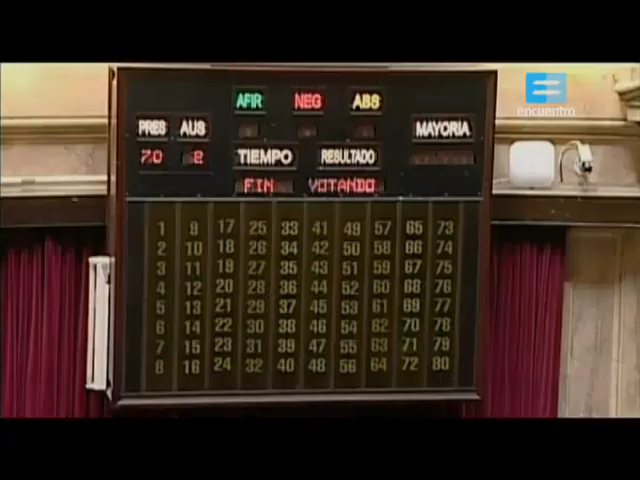 encuentro
AFIR NEG ABS
PRES AUS MAYORIA
70 2
TIEMPO RESULTADO
FIN VOTANDO
1 9 17 25 33 41 49 57 65 73
2 10 18 26 34 42 50 58 66 74
3 11 19 27 35 43 51 59 67 75
4 12 20 28 36 44 52 60 68 76
5 13 21 29 37 45 53 61 69 77
6 14 22 30 38 46 54 62 70 78
7 15 23 31 39 47 55 63 71 79
8 16 24 32 40 48 56 64 72 80